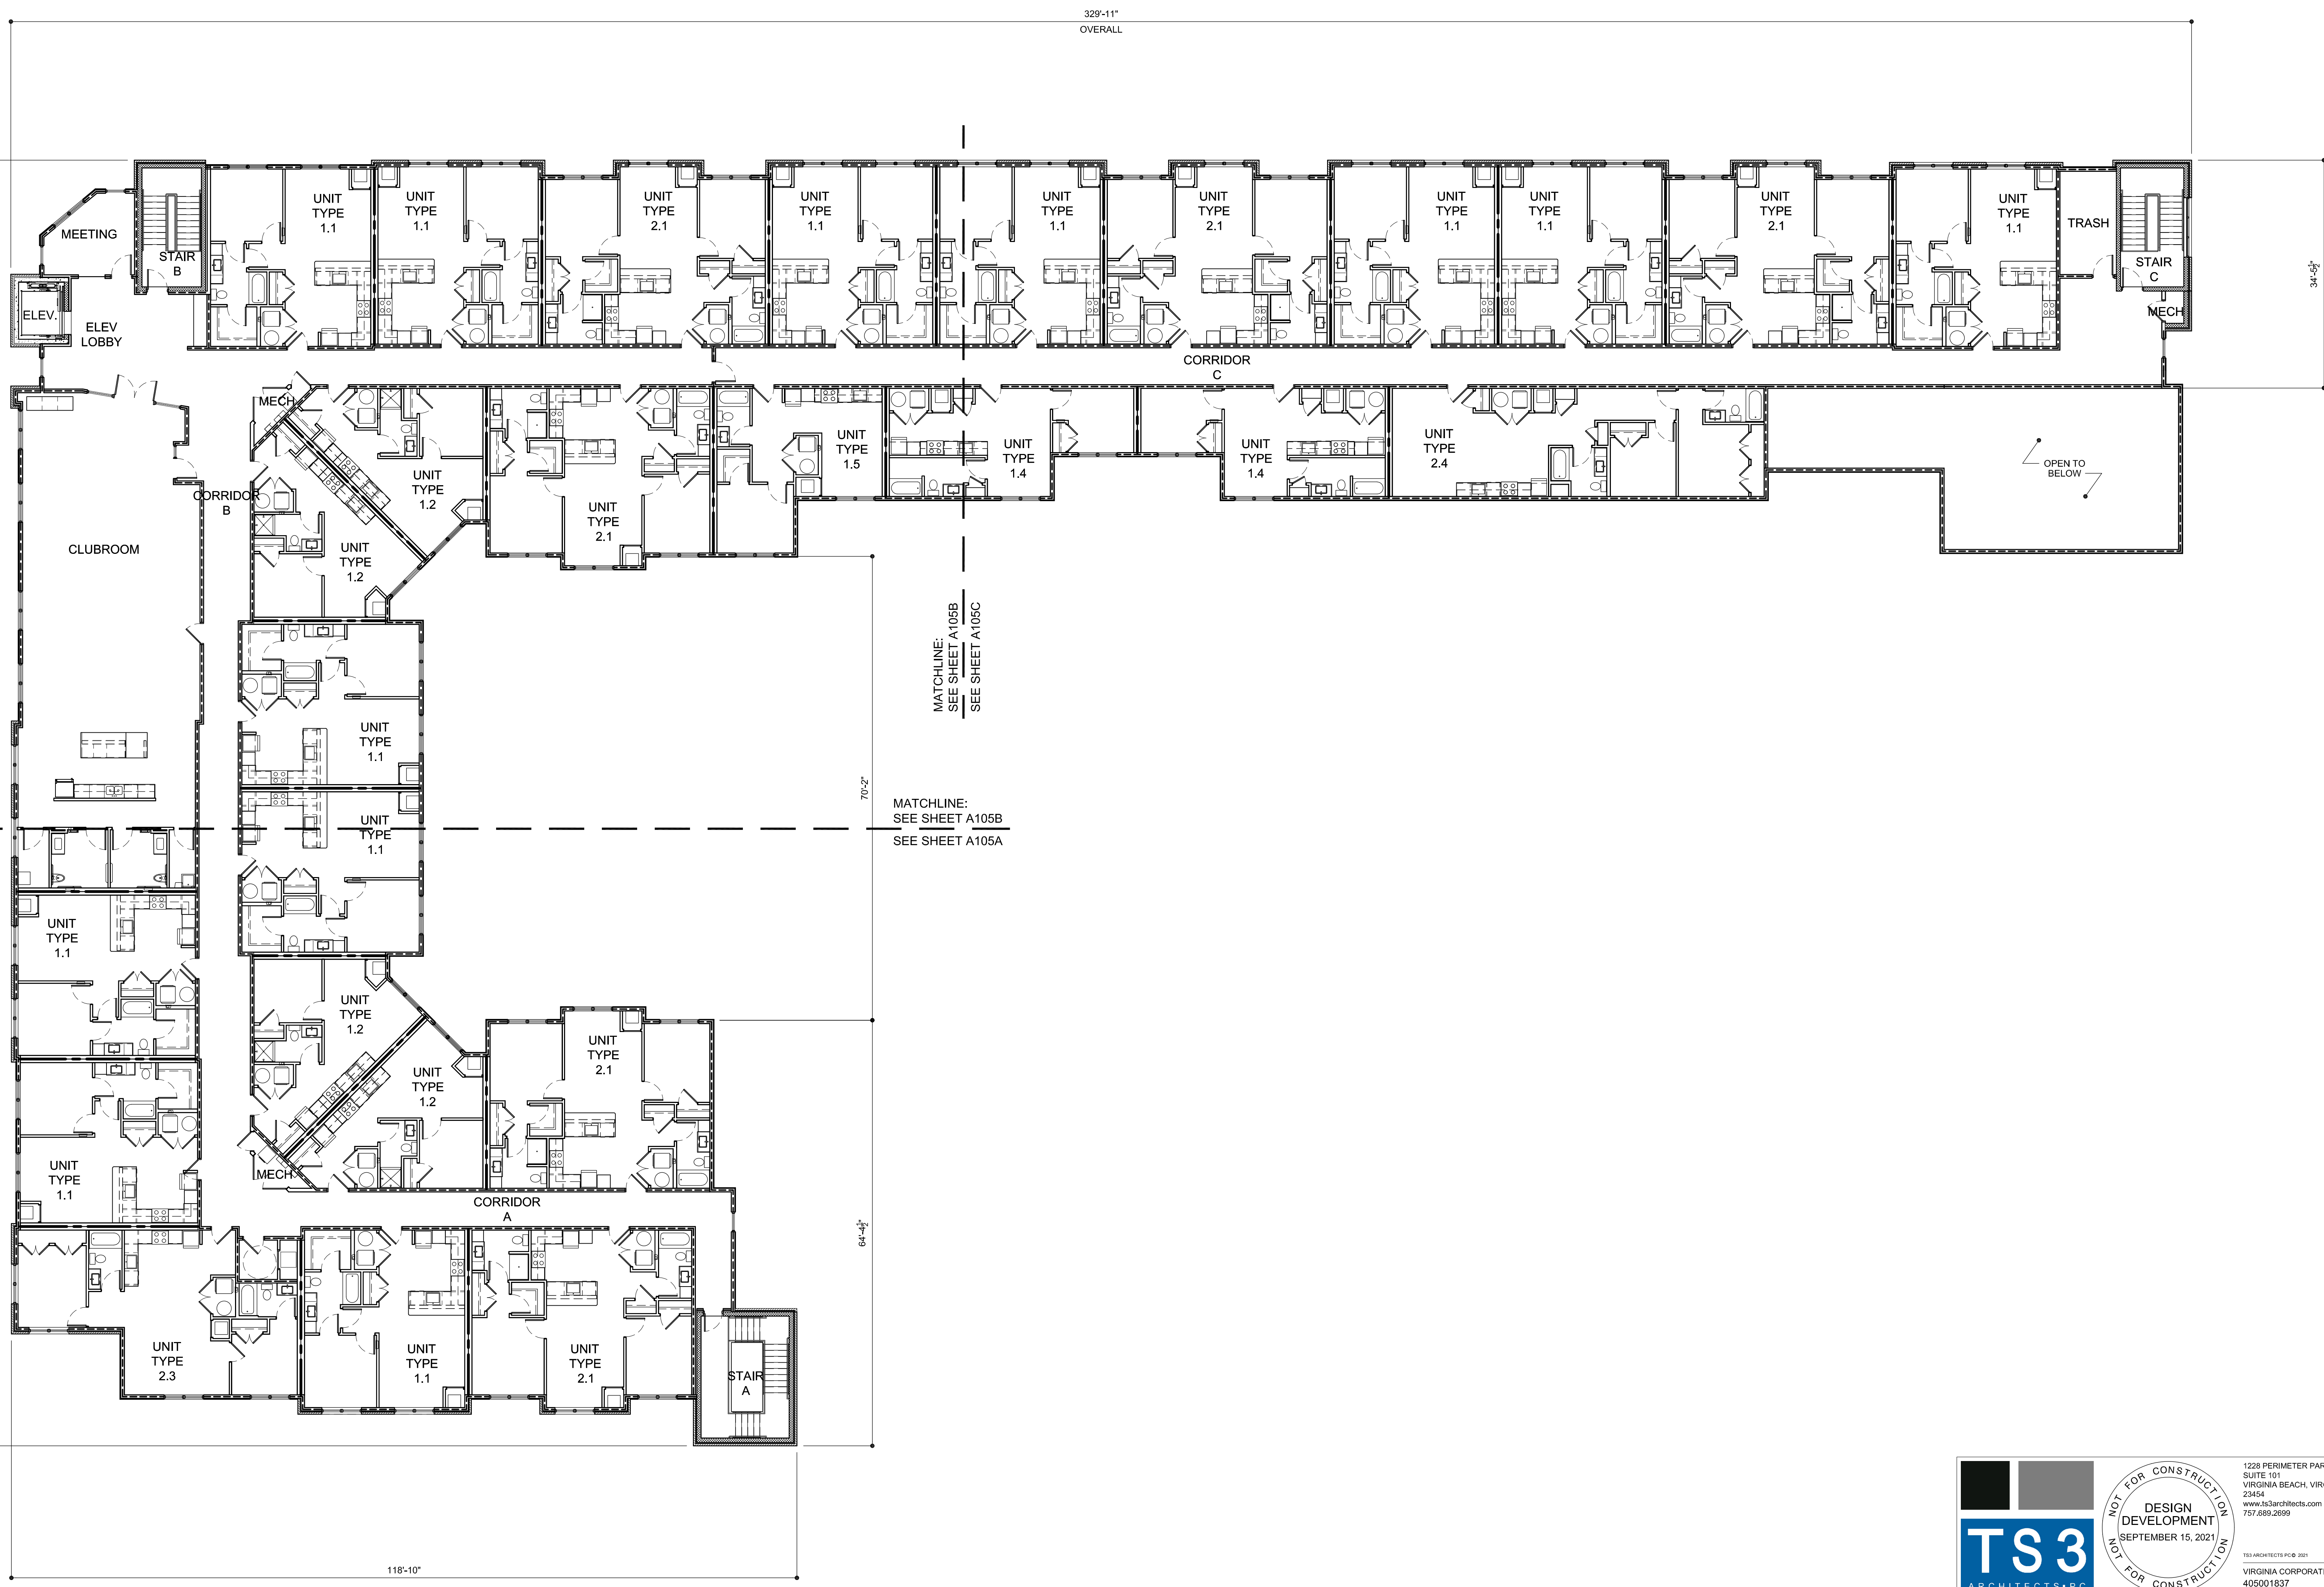 329'-11"
OVERALL
UNIT
TYPE
1.1
UNIT
TYPE
1.1
UNIT
TYPE
2.1
UNIT
TYPE
1.1
UNIT
TYPE
1.1
UNIT
TYPE
2.1
UNIT
TYPE
1.1
UNIT
TYPE
1.1
UNIT
TYPE
2.1
UNIT
TYPE
1.1
TRASH
MEETING
STAIR
B
STAIR
C
34'-5½"
ELEV.
ELEV
LOBBY
MECH
CORRIDOR
C
MECH
UNIT
TYPE
1.2
UNIT
TYPE
1.5
UNIT
TYPE
1.4
UNIT
TYPE
1.4
UNIT
TYPE
2.4
OPEN TO
BELOW
CORRIDOR
B
UNIT
TYPE
2.1
CLUBROOM
UNIT
TYPE
1.2
MATCHLINE:
SEE SHEET A105B
SEE SHEET A105C
UNIT
TYPE
1.1
70'-2"
MATCHLINE:
SEE SHEET A105B
SEE SHEET A105A
UNIT
TYPE
1.1
UNIT
TYPE
1.1
UNIT
TYPE
1.2
UNIT
TYPE
2.1
UNIT
TYPE
1.2
UNIT
TYPE
1.1
MECH
CORRIDOR
A
64'-4½"
UNIT
TYPE
2.3
UNIT
TYPE
1.1
UNIT
TYPE
2.1
STAIR
A
118'-10"
TS3
ARCHITECTS•PC
NOT FOR CONSTRUCTION
DESIGN
DEVELOPMENT
SEPTEMBER 15, 2021
NOT FOR CONSTRUCTION
1228 PERIMETER PAR
SUITE 101
VIRGINIA BEACH, VIR
23454
www.ts3architects.com
757.689.2699
TS3 ARCHITECTS PC© 2021
VIRGINIA CORPORAT
405001837